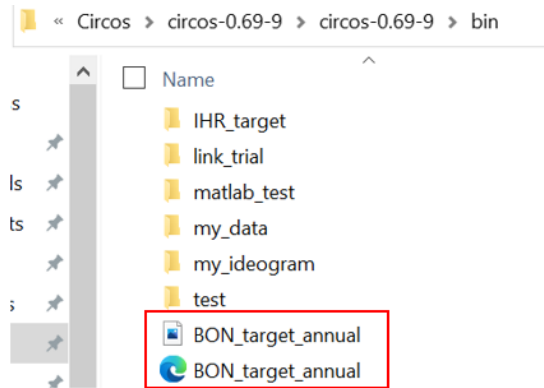 « Circos > circos-0.69-9 > circos-0.69-9 > bin
Name
s
IHR_target
link_trial
ls
matlab_test
ts
my_data
my_ideogram
s
test
BON_target_annual
BON_target_annual